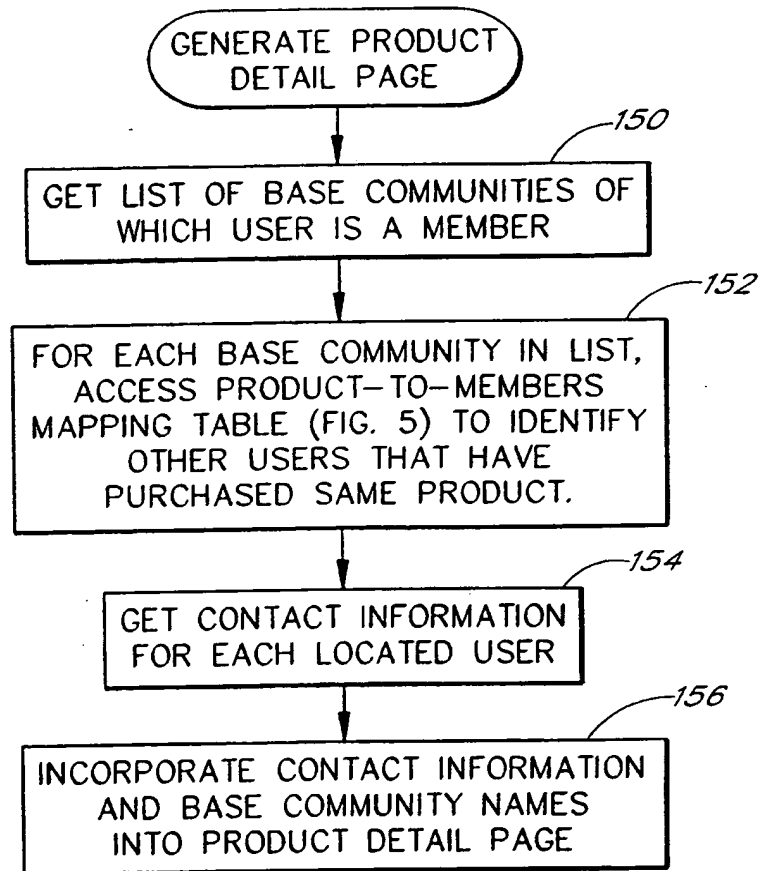 GENERATE PRODUCT
DETAIL PAGE
150
GET LIST OF BASE COMMUNITIES OF
WHICH USER IS A MEMBER
152
FOR EACH BASE COMMUNITY IN LIST,
ACCESS PRODUCT-TO-MEMBERS
MAPPING TABLE (FIG. 5) TO IDENTIFY
OTHER USERS THAT HAVE
PURCHASED SAME PRODUCT.
154
GET CONTACT INFORMATION
FOR EACH LOCATED USER
156
INCORPORATE CONTACT INFORMATION
AND BASE COMMUNITY NAMES
INTO PRODUCT DETAIL PAGE